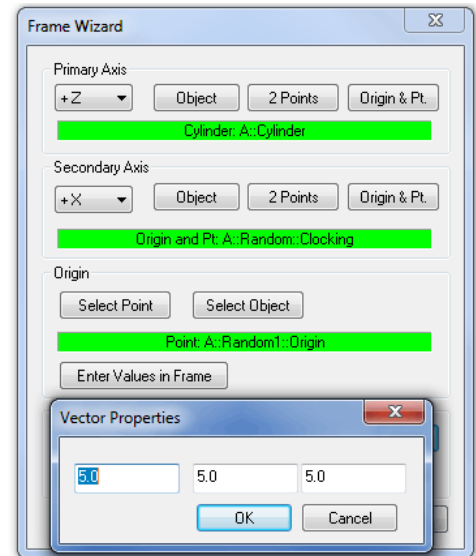 Frame Wizard
Primary Axis
+Z Object 2 Points Origin & Pt.
Cylinder: A::Cylinder
Secondary Axis
+X Object 2 Points Origin & Pt.
Origin and Pt: A::Random::Clocking
Origin
Select Point Select Object
Point: A::Random1::Origin
Enter Values in Frame
Vector Properties
5.0 5.0 5.0
OK Cancel